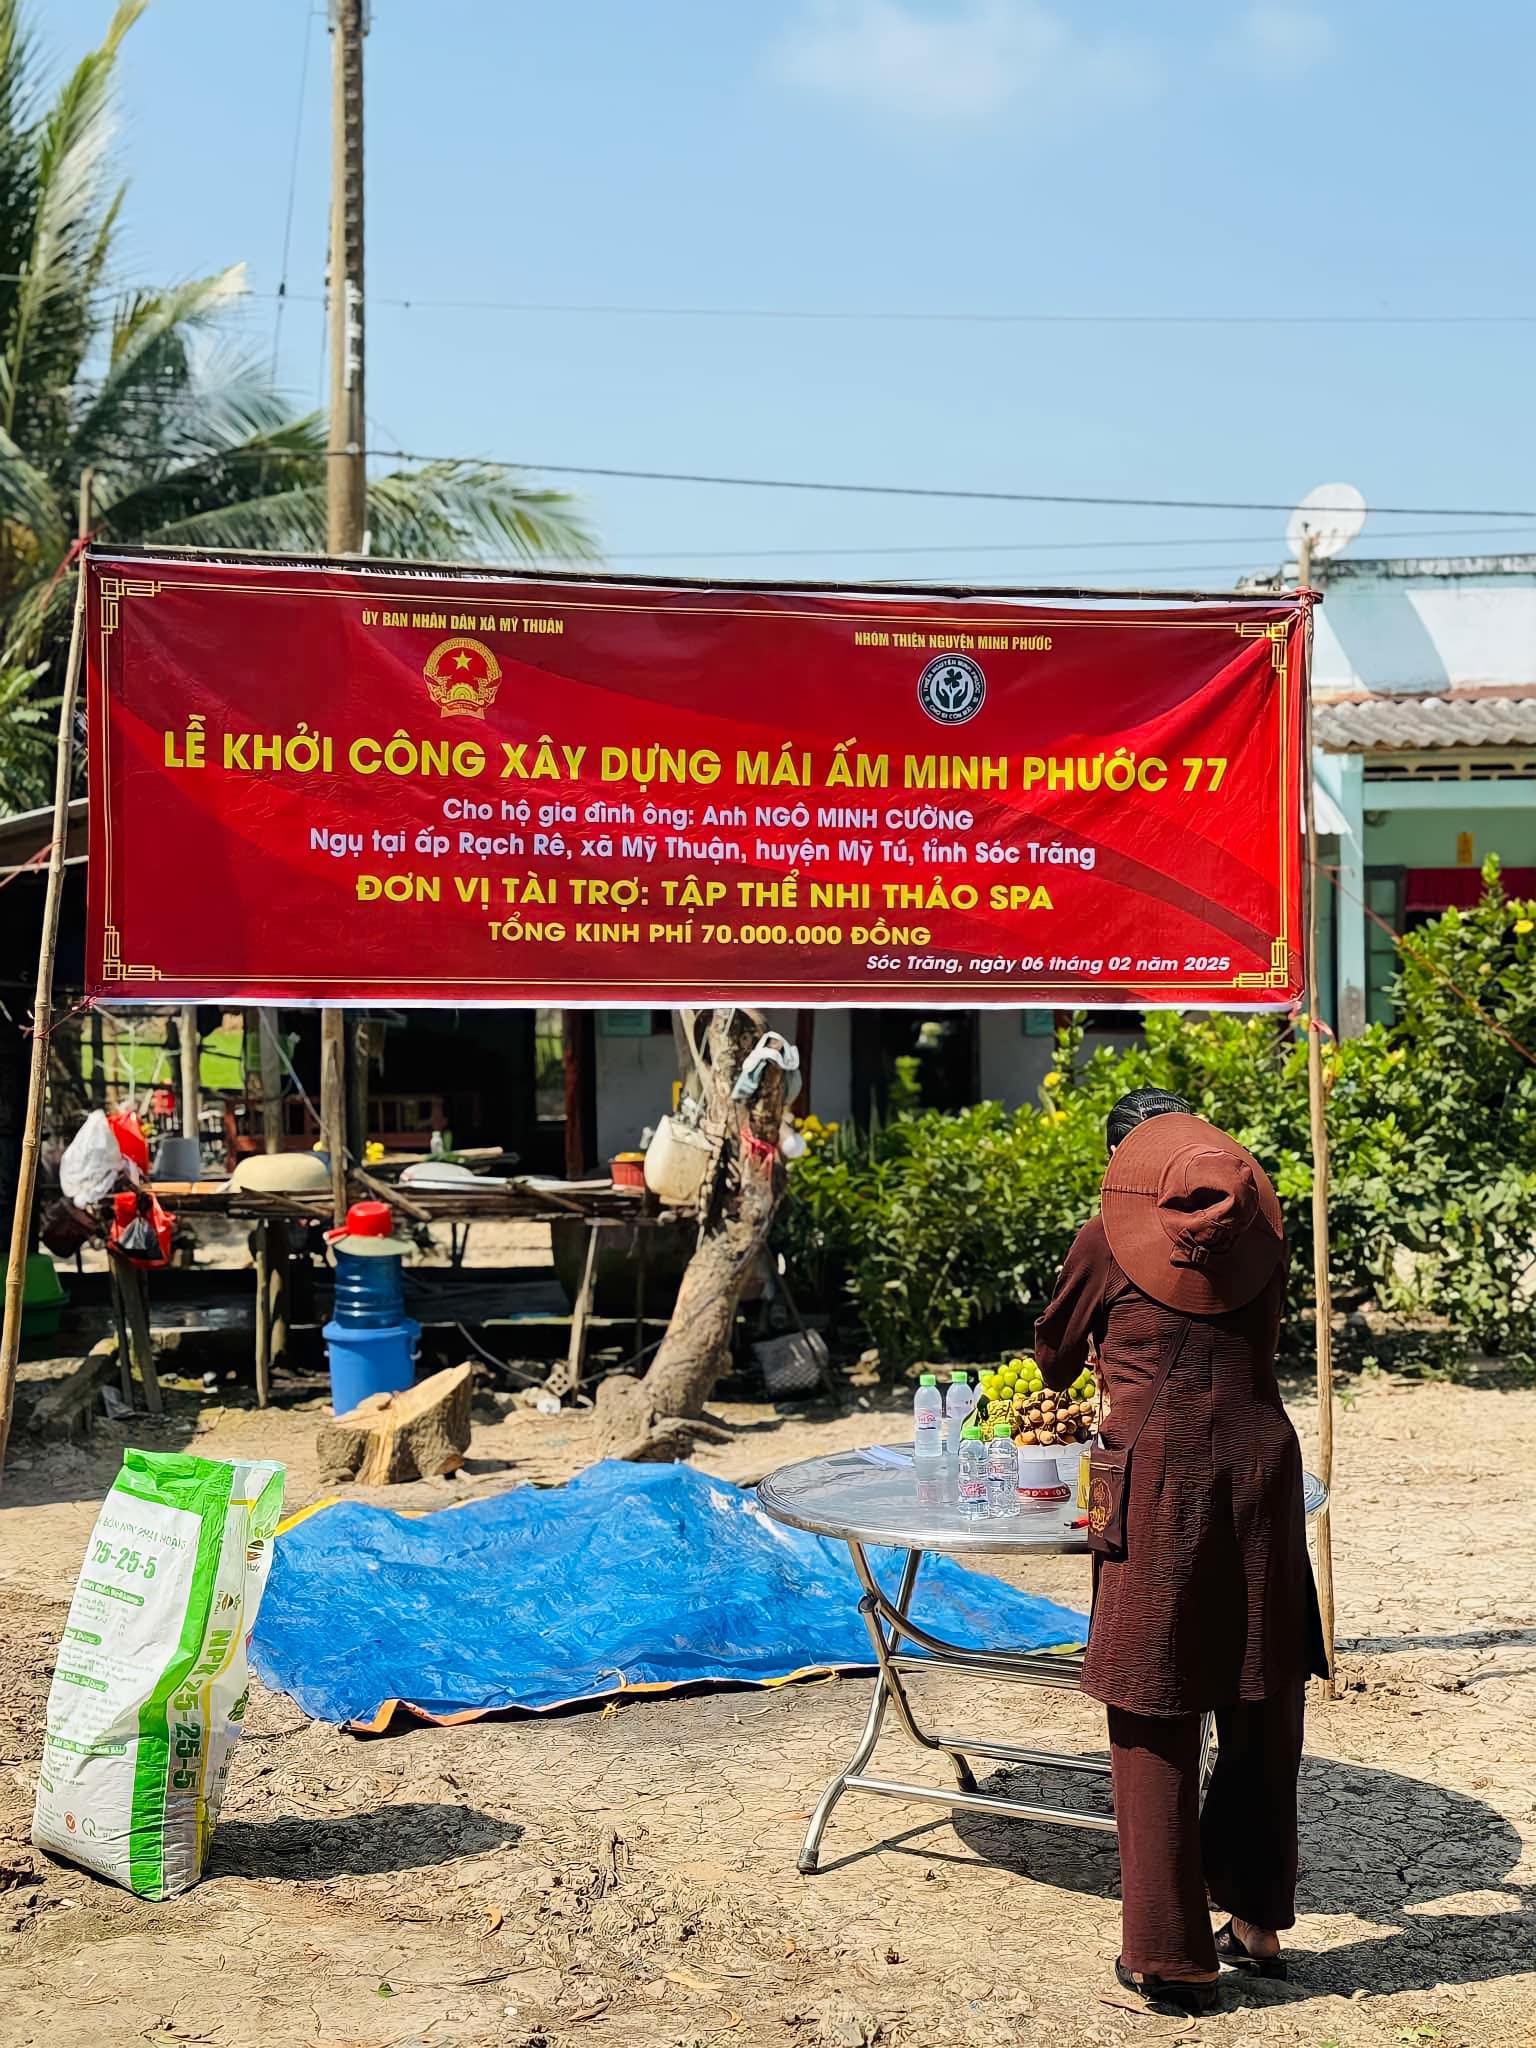 ỦY BAN NHÂN DÂN XÃ MỸ THUẬN
NHÓM THIỆN NGUYỆN MINH PHƯỚC
THIỆN NGUYỆN MINH PHƯỚC
LỄ KHỞI CÔNG XÂY DỰNG MÁI ẤM MINH PHƯỚC 77
Cho hộ gia đình ông: Anh NGÔ MINH CƯỜNG
Ngụ tại ấp Rạch Rê, xã Mỹ Thuận, huyện Mỹ Tú, tỉnh Sóc Trăng
ĐƠN VỊ TÀI TRỢ: TẬP THỂ NHI THẢO SPA
TỔNG KINH PHÍ 70.000.000 ĐỒNG
Sóc Trăng, ngày 06 tháng 02 năm 2025
25-25-5
NPK 25-25-5